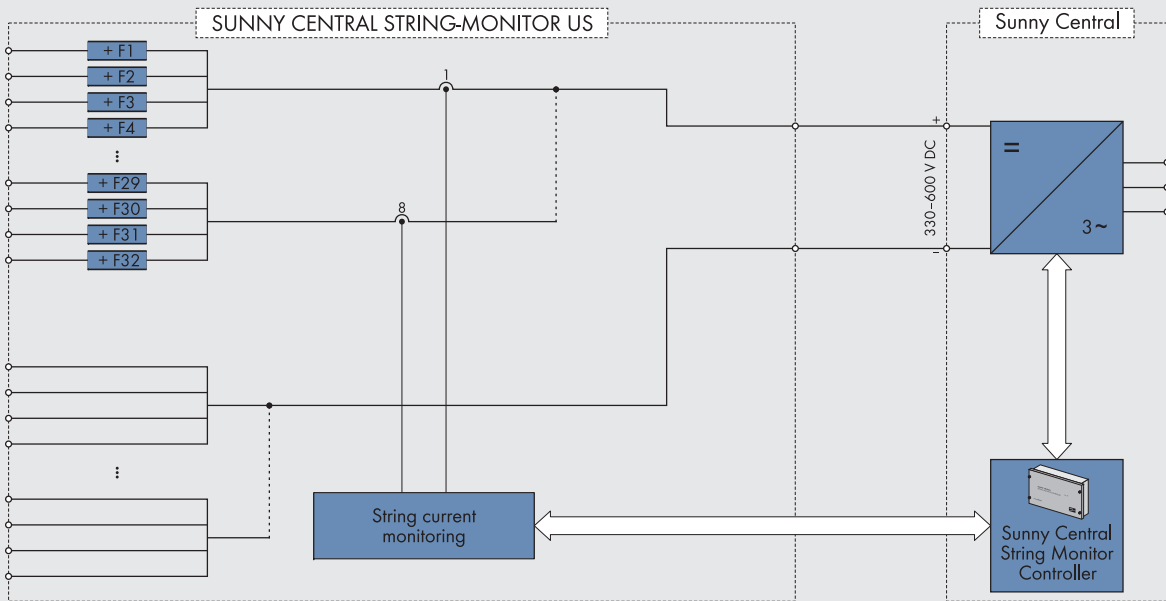 SUNNY CENTRAL STRING-MONITOR US
Sunny Central
+ F1
+ F2
+ F3
+ F4
+ F29
+ F30
+ F31
+ F32
1
8
+
330–600 V DC
–
=
3~
String current
monitoring
Sunny Central
String Monitor
Controller